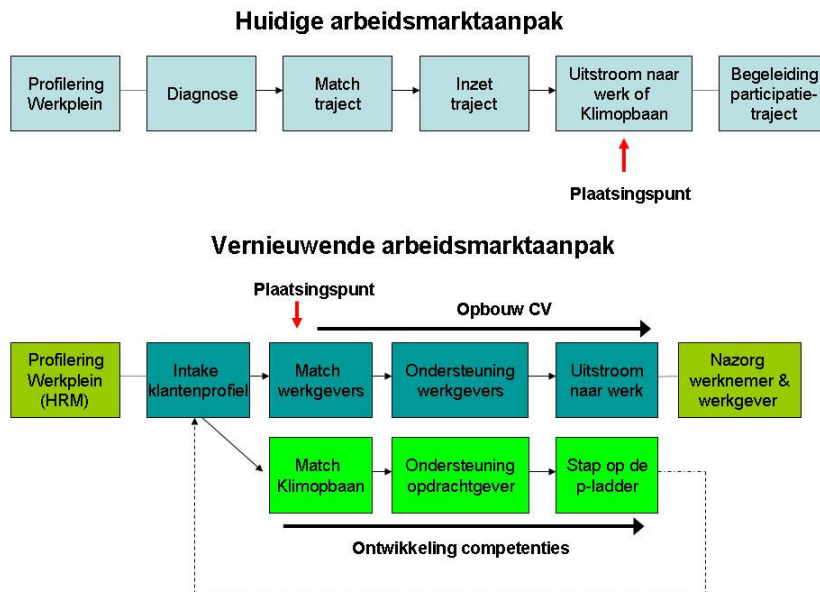 Huidige arbeidsmarktaanpak
Profilering
Werkplein
Diagnose
Match
traject
Inzet
traject
Uitstroom naar
werk of
Klimopbaan
Begeleiding
participatie-
traject
Plaatsingspunt
Vernieuwende arbeidsmarktaanpak
Plaatsingspunt
Opbouw CV
Profilering
Werkplein
(HRM)
Intake
klantenprofiel
Match
werkgevers
Ondersteuning
werkgevers
Uitstroom
naar werk
Nazorg
werknemer &
werkgever
Match
Klimopbaan
Ondersteuning
opdrachtgever
Stap op de
p-ladder
Ontwikkeling competenties